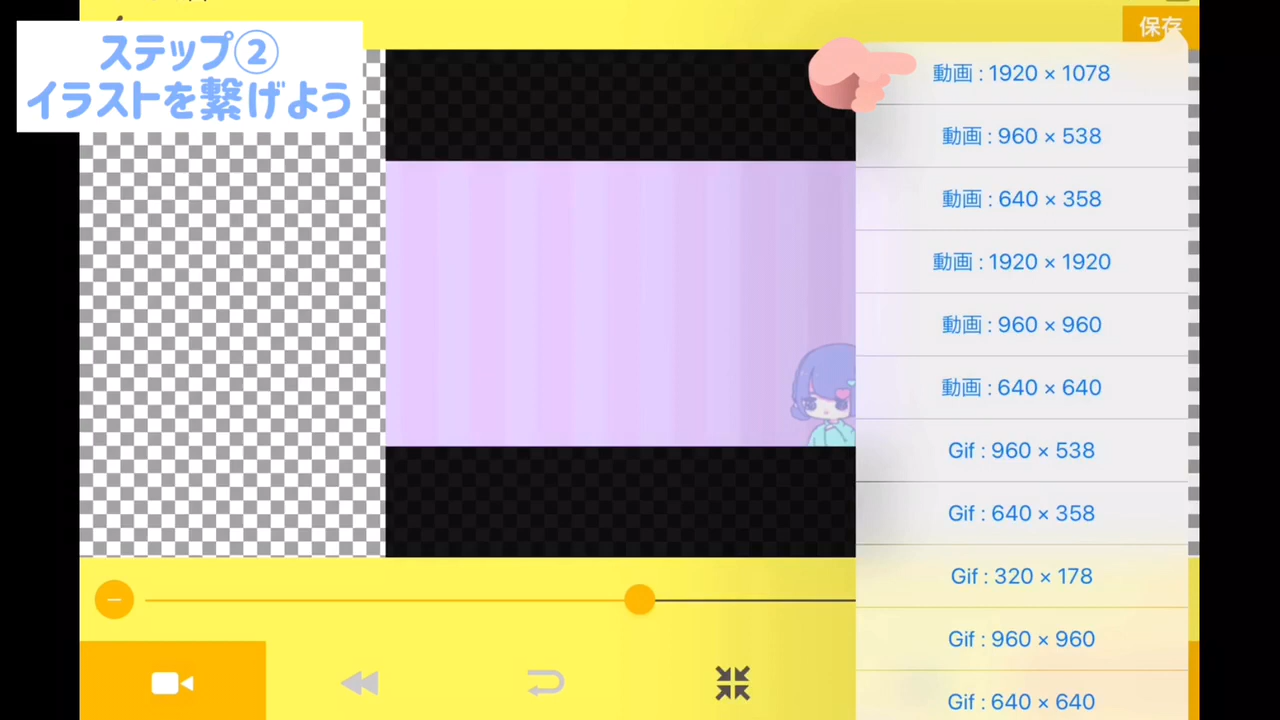 ステップ②
イラストを繋げよう
保存
動画 : 1920 × 1078
動画 : 960 × 538
動画 : 640 × 358
動画 : 1920 × 1920
動画 : 960 × 960
動画 : 640 × 640
Gif : 960 × 538
Gif : 640 × 358
Gif : 320 × 178
Gif : 960 × 960
Gif : 640 × 640